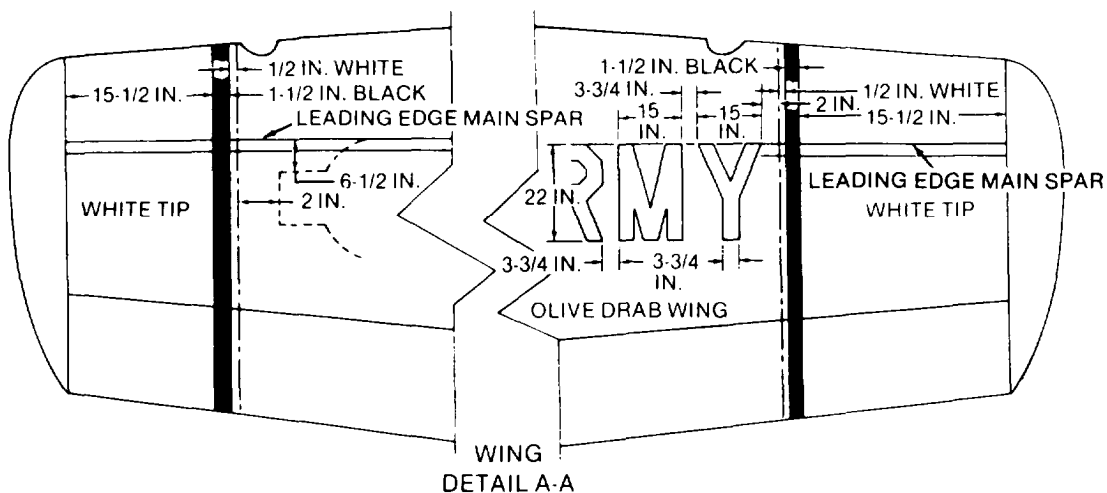 1/2 IN. WHITE
15-1/2 IN.
1-1/2 IN. BLACK
LEADING EDGE MAIN SPAR
6-1/2 IN.
2 IN.
WHITE TIP
1-1/2 IN. BLACK
3-3/4 IN.
15
IN.
15
IN.
1/2 IN. WHITE
2 IN.
15-1/2 IN.
RMY
22 IN.
LEADING EDGE MAIN SPAR
WHITE TIP
3-3/4 IN.
3-3/4
IN.
OLIVE DRAB WING
WING
DETAIL A-A